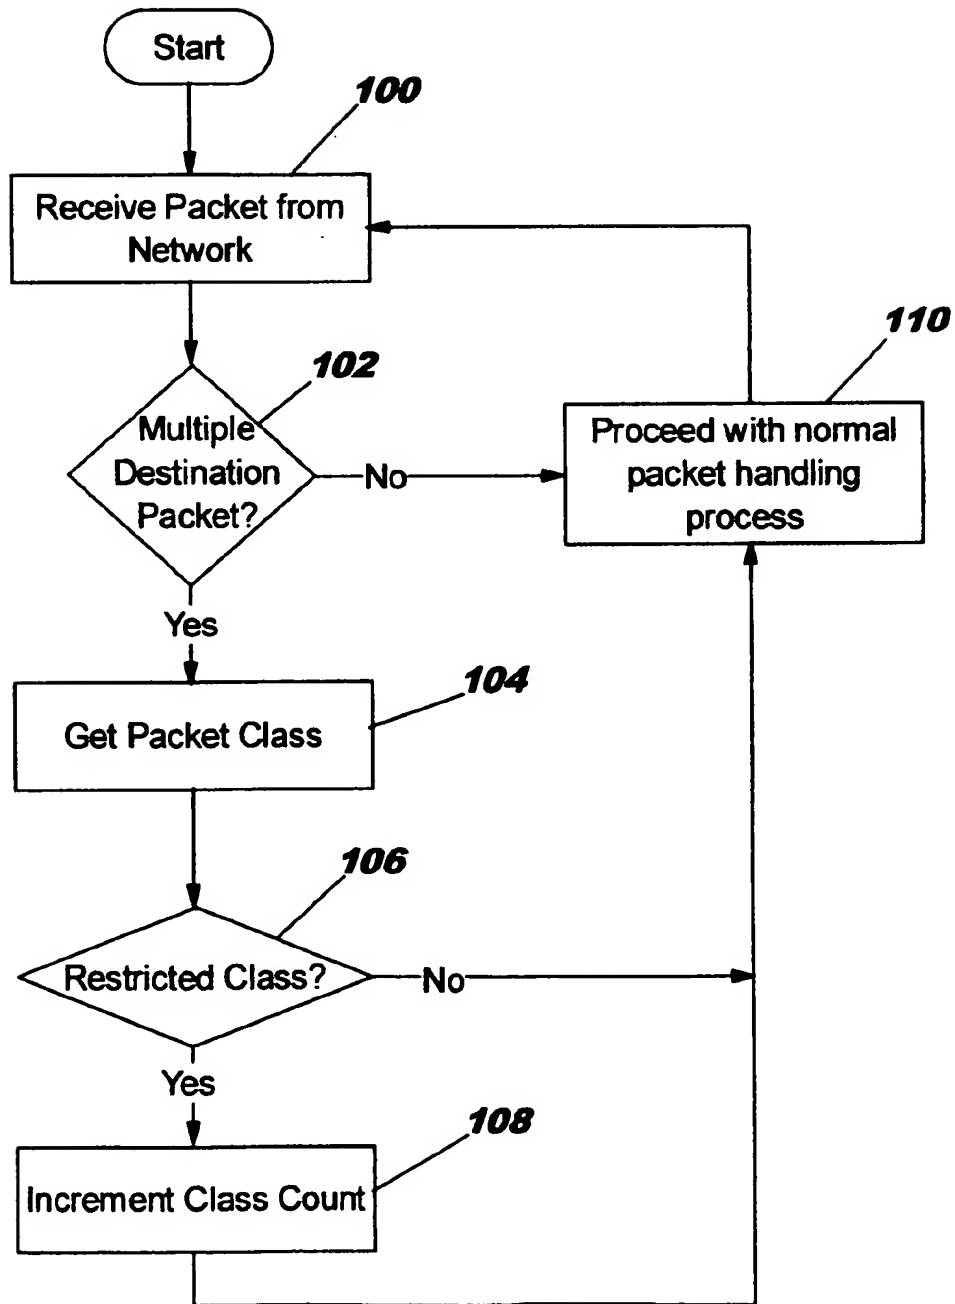 Start
100
Receive Packet from
Network
102
Multiple
Destination
Packet?
No
110
Proceed with normal
packet handling
process
Yes
104
Get Packet Class
106
Restricted Class?
No
Yes
108
Increment Class Count